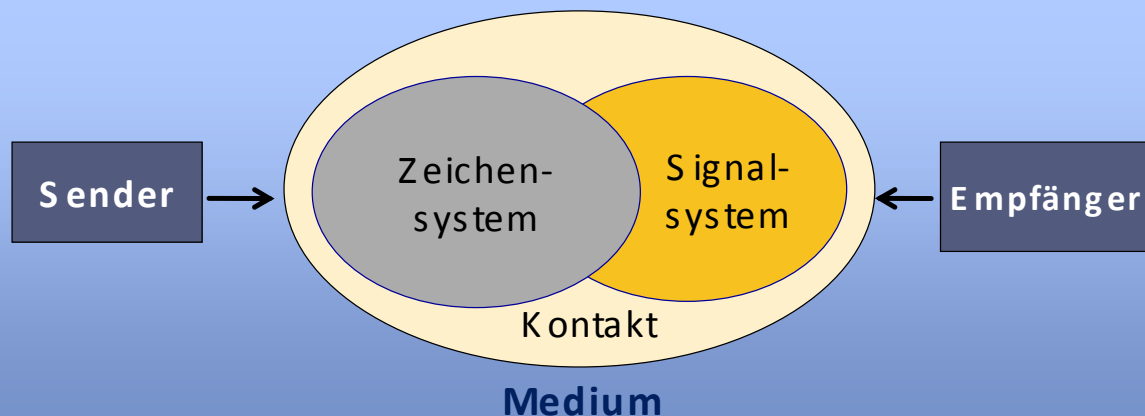 Sender
Zeichen-
system
Signal-
system
Empfänger
Kontakt
Medium